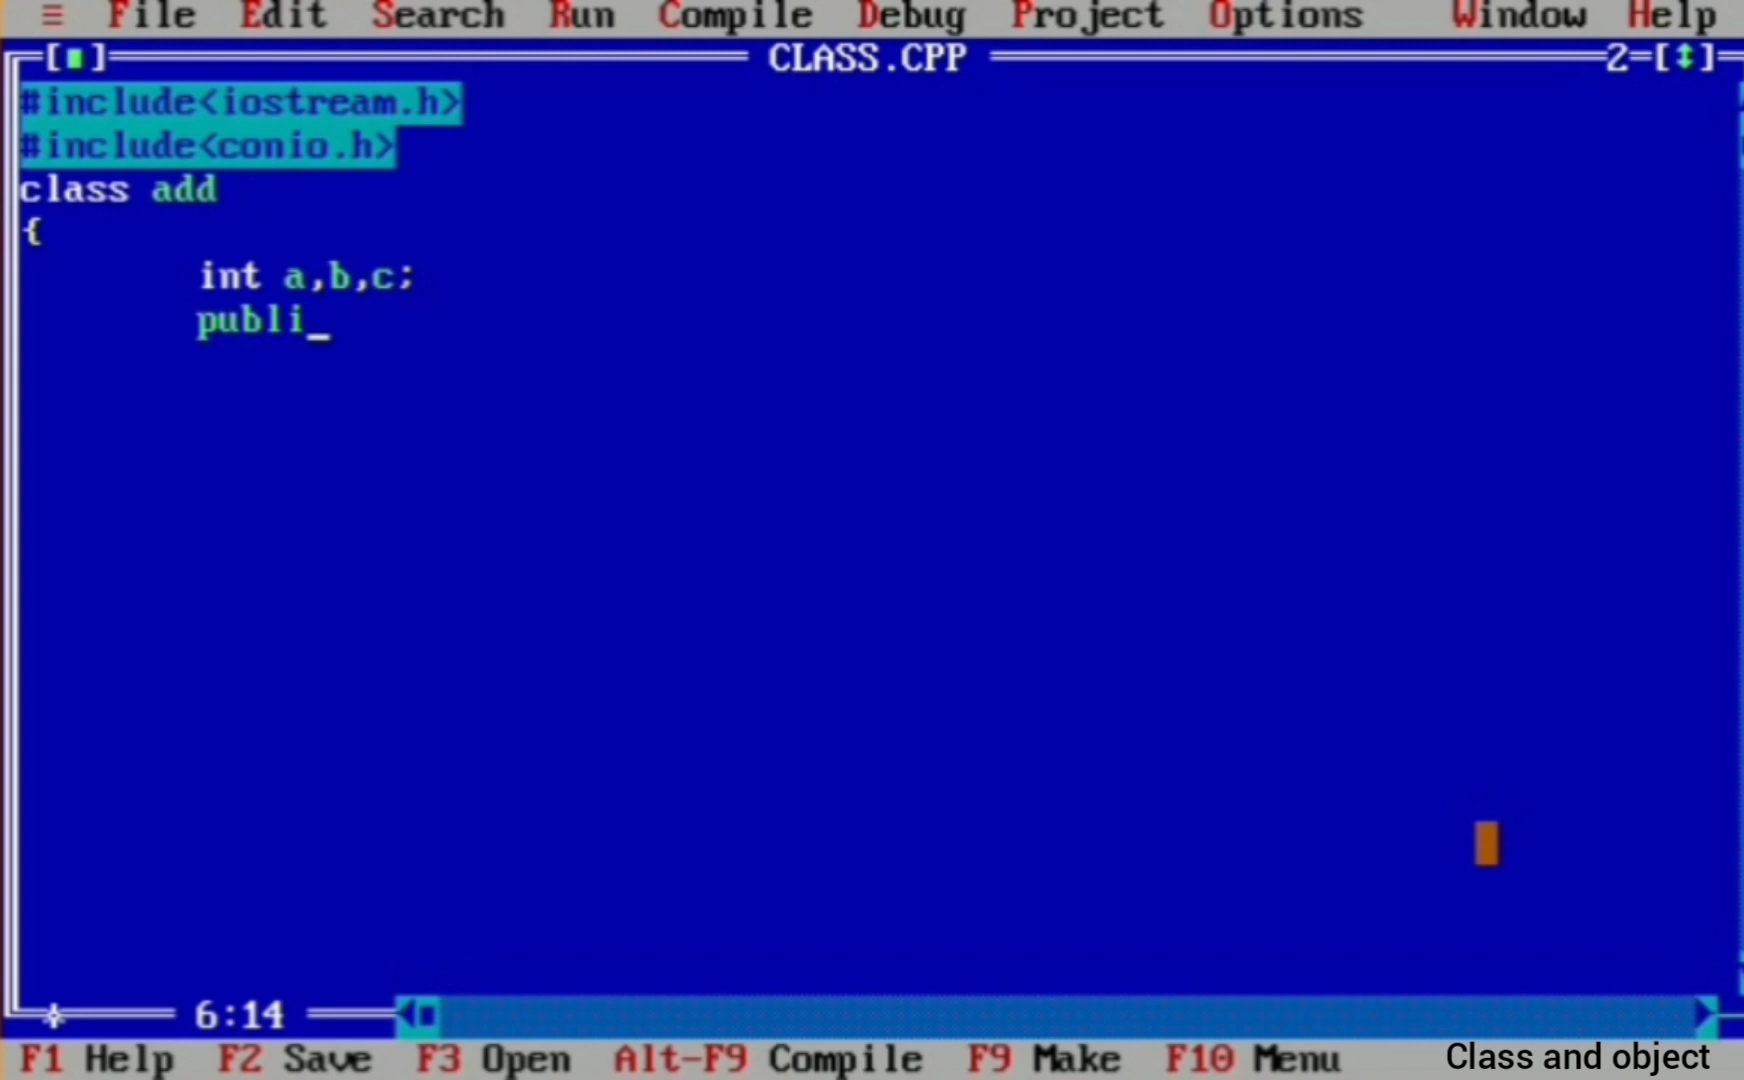 ≡ File Edit Search Run Compile Debug Project Options Window Help
[■] CLASS.CPP 2=[↕]
#include<iostream.h>
#include<conio.h>
class add
{
int a,b,c;
publi_
6:14
F1 Help F2 Save F3 Open Alt-F9 Compile F9 Make F10 Menu
Class and object